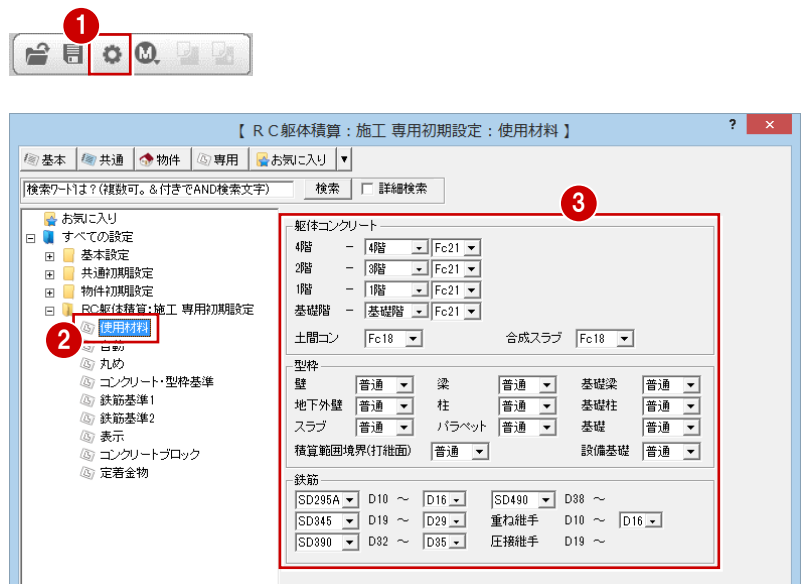 1
M
【 ＲＣ躯体積算：施工 専用初期設定：使用材料 】 ? ×
基本 共通 物件 専用 お気に入り ▼
検索ワードは？(複数可。＆付きでAND検索文字) 検索 詳細検索
3
お気に入り
すべての設定
基本設定
共通初期設定
物件初期設定
RC躯体積算：施工 専用初期設定
2
使用材料
自動
丸め
コンクリート・型枠基準
鉄筋基準1
鉄筋基準2
表示
コンクリートブロック
定着金物
躯体コンクリート
4階 － 4階 Fc21
2階 － 3階 Fc21
1階 － 1階 Fc21
基礎階 － 基礎階 Fc21
土間コン Fc18 合成スラブ Fc18
型枠
壁 普通 梁 普通 基礎梁 普通
地下外壁 普通 柱 普通 基礎柱 普通
スラブ 普通 パラペット 普通 基礎 普通
積算範囲境界(打継面) 普通 設備基礎 普通
鉄筋
SD295A D10 ～ D16 SD490 D38 ～
SD345 D19 ～ D29 重ね継手 D10 ～ D16
SD390 D32 ～ D35 圧接継手 D19 ～